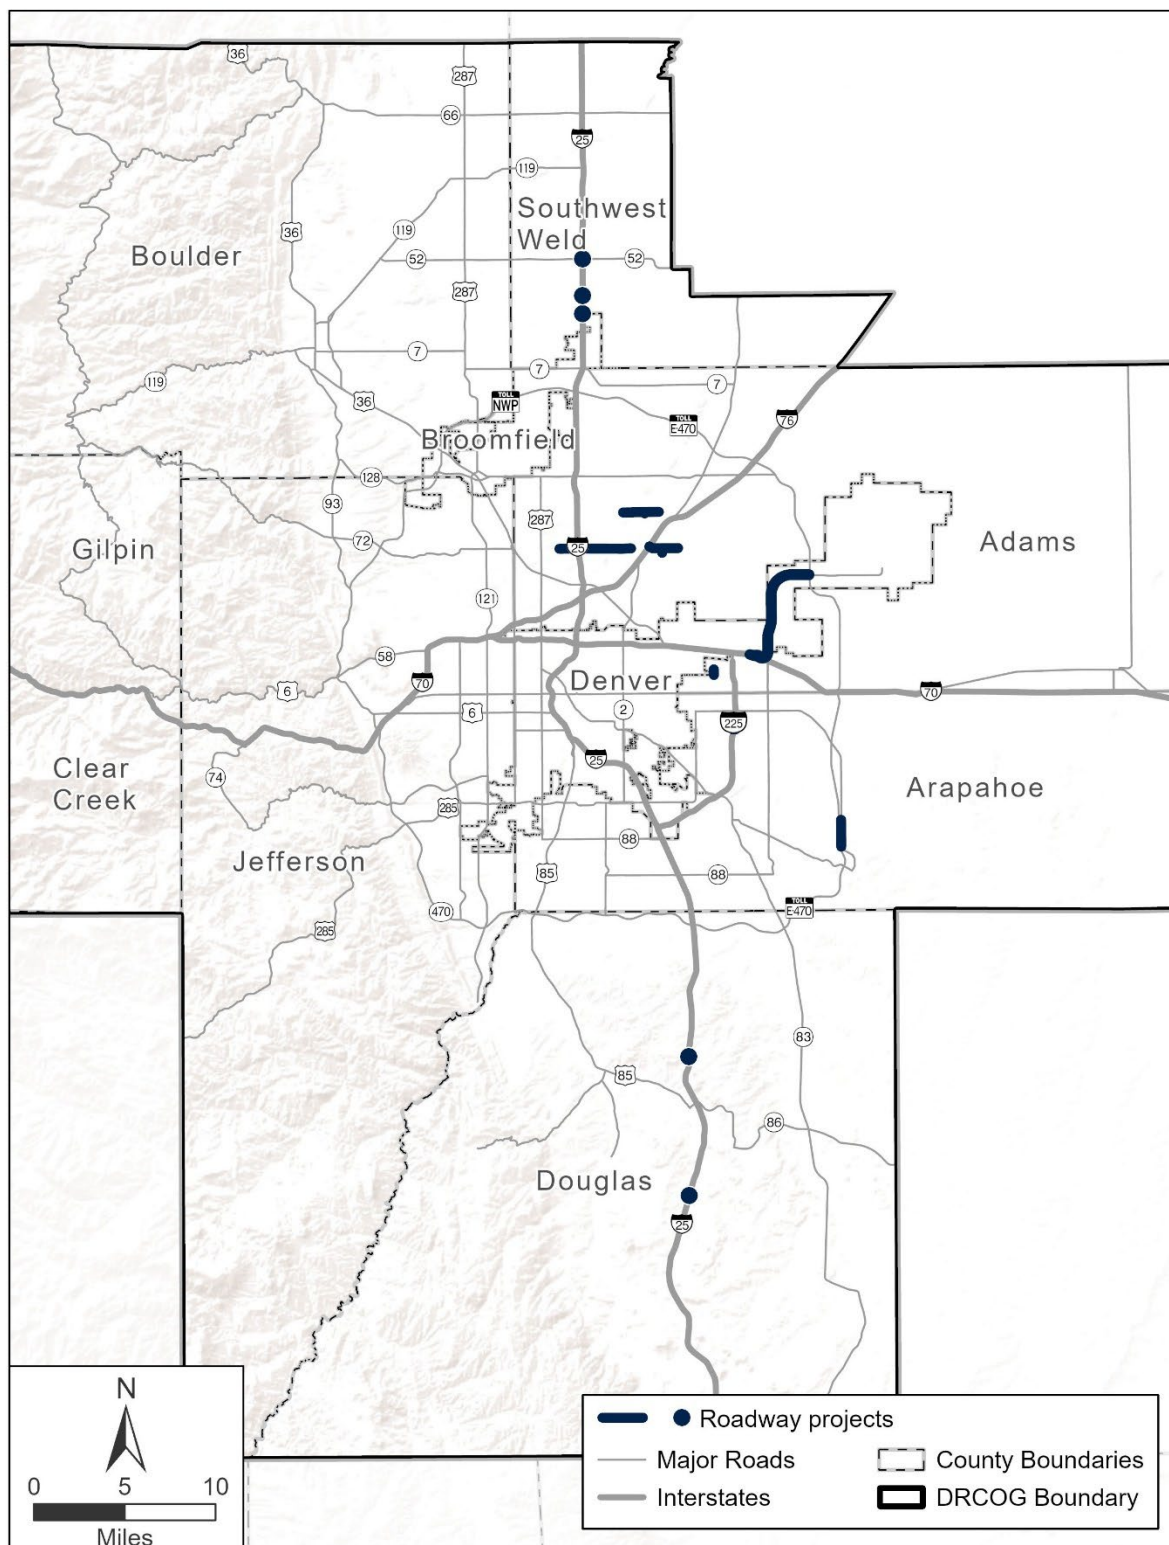 36
287
66
25
119
Southwest
Weld
36
119
Boulder
52
52
287
7
7
119
7
36
TOLL
NWP
TOLL
E-470
76
Broomfield
128
93
287
72
25
Gilpin
Adams
121
58
70
6
Denver
70
6
2
225
25
Clear
Creek
74
Arapahoe
285
88
Jefferson
85
88
470
TOLL
E-470
285
83
85
86
Douglas
25
N
0 5 10
Miles
Roadway projects
Major Roads
County Boundaries
Interstates
DRCOG Boundary